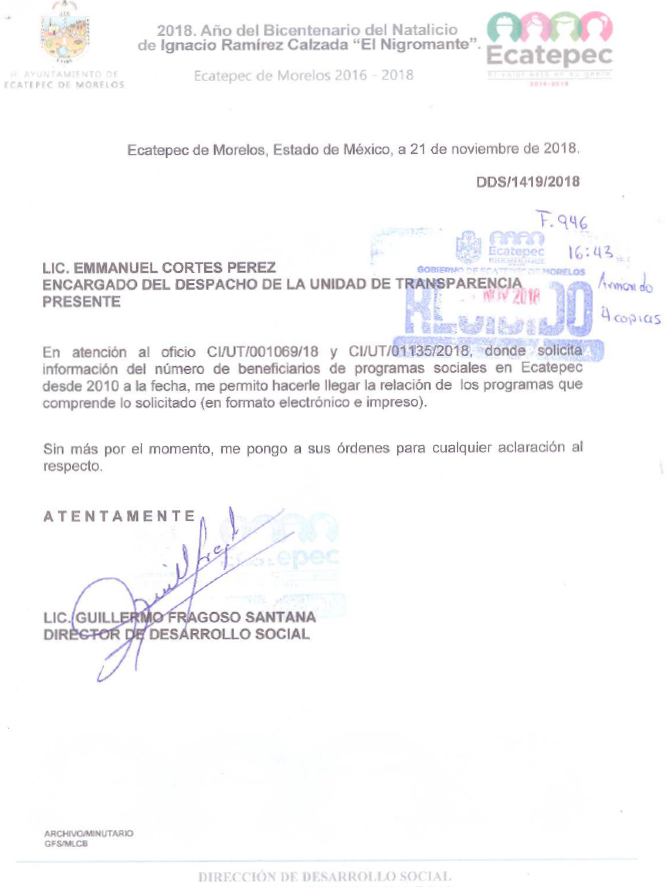 2018. Año del Bicentenario del Natalicio
de Ignacio Ramírez Calzada "El Nigromante".
Ecatepec de Morelos 2016 - 2018
H. AYUNTAMIENTO DE
ECATEPEC DE MORELOS
Ecatepec
2016-2018
Ecatepec de Morelos, Estado de México, a 21 de noviembre de 2018.
DDS/1419/2018
F. 946
16:43
Armando
4 copias
Ecatepec
GOBIERNO DE ECATEPEC DE MORELOS
NOV 2018
RECIBIDO
LIC. EMMANUEL CORTES PEREZ
ENCARGADO DEL DESPACHO DE LA UNIDAD DE TRANSPARENCIA
PRESENTE
En atención al oficio CI/UT/001069/18 y CI/UT/01135/2018, donde solicita
información del número de beneficiarios de programas sociales en Ecatepec
desde 2010 a la fecha, me permito hacerle llegar la relación de los programas que
comprende lo solicitado (en formato electrónico e impreso).
Sin más por el momento, me pongo a sus órdenes para cualquier aclaración al
respecto.
ATENTAMENTE
Ecatepec
LIC. GUILLERMO FRAGOSO SANTANA
DIRECTOR DE DESARROLLO SOCIAL
ARCHIVO/MINUTARIO
GFS/MLCB
DIRECCIÓN DE DESARROLLO SOCIAL